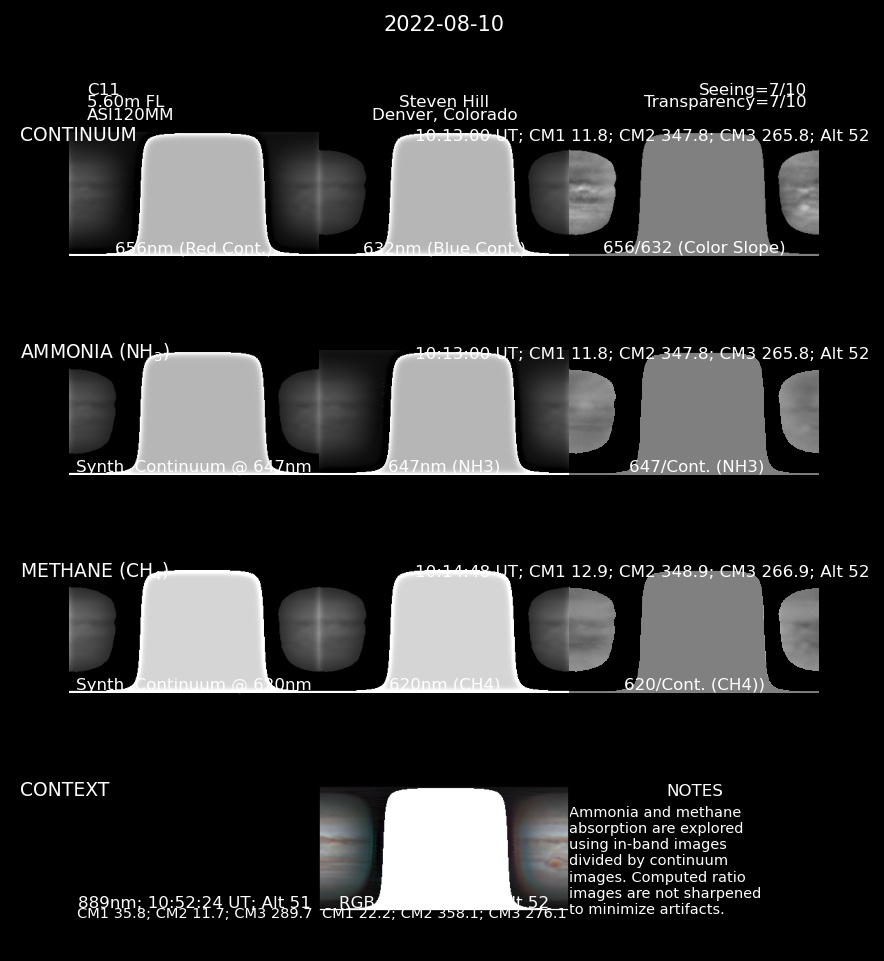 2022-08-10
C11
5.60m FL
ASI120MM
Steven Hill
Denver, Colorado
Seeing=7/10
Transparency=7/10
CONTINUUM
10:13:00 UT; CM1 11.8; CM2 347.8; CM3 265.8; Alt 52
656nm (Red Cont.)
632nm (Blue Cont.)
656/632 (Color Slope)
AMMONIA (NH₃)
10:13:00 UT; CM1 11.8; CM2 347.8; CM3 265.8; Alt 52
Synth. Continuum @ 647nm
647nm (NH3)
647/Cont. (NH3)
METHANE (CH₄)
10:14:48 UT; CM1 12.9; CM2 348.9; CM3 266.9; Alt 52
Synth. Continuum @ 620nm
620nm (CH4)
620/Cont. (CH4))
CONTEXT
889nm; 10:52:24 UT; Alt 51
CM1 35.8; CM2 11.7; CM3 289.7
RGB Alt 52
CM1 22.2; CM2 358.1; CM3 276.1
NOTES
Ammonia and methane
absorption are explored
using in-band images
divided by continuum
images. Computed ratio
images are not sharpened
to minimize artifacts.